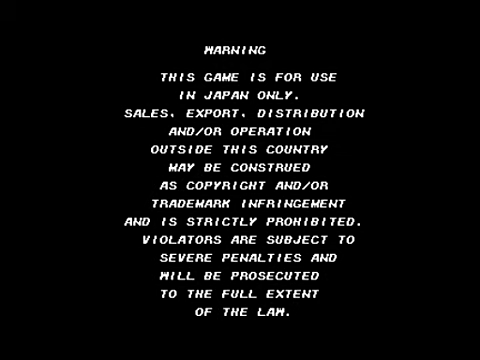 WARNING
THIS GAME IS FOR USE
IN JAPAN ONLY.
SALES, EXPORT, DISTRIBUTION
AND/OR OPERATION
OUTSIDE THIS COUNTRY
MAY BE CONSTRUED
AS COPYRIGHT AND/OR
TRADEMARK INFRINGEMENT
AND IS STRICTLY PROHIBITED.
VIOLATORS ARE SUBJECT TO
SEVERE PENALTIES AND
WILL BE PROSECUTED
TO THE FULL EXTENT
OF THE LAW.